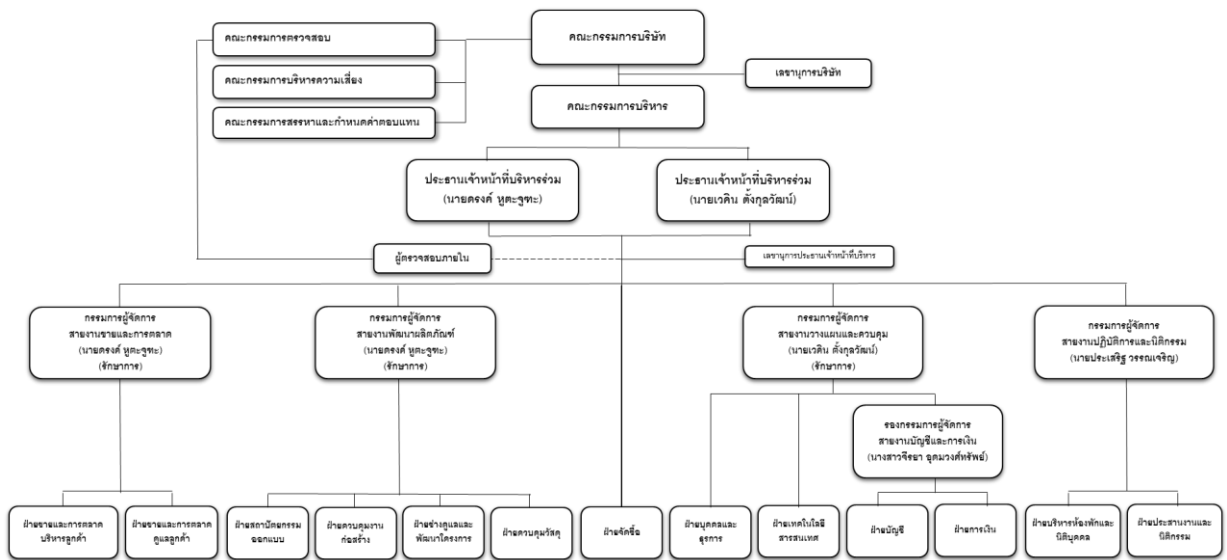 คณะกรรมการบริษัท
คณะกรรมการตรวจสอบ
เลขานุการบริษัท
คณะกรรมการบริหารความเสี่ยง
คณะกรรมการบริหาร
คณะกรรมการสรรหาและกำหนดค่าตอบแทน
ประธานเจ้าหน้าที่บริหารร่วม
(นายดรงค์ หุตะจูฑะ)
ประธานเจ้าหน้าที่บริหารร่วม
(นายเวคิน ตั้งกุลวัฒน์)
ผู้ตรวจสอบภายใน
เลขานุการประธานเจ้าหน้าที่บริหาร
กรรมการผู้จัดการ
สายงานขายและการตลาด
(นายดรงค์ หุตะจูฑะ)
(รักษาการ)
กรรมการผู้จัดการ
สายงานพัฒนาผลิตภัณฑ์
(นายดรงค์ หุตะจูฑะ)
(รักษาการ)
กรรมการผู้จัดการ
สายงานวางแผนและควบคุม
(นายเวคิน ตั้งกุลวัฒน์)
(รักษาการ)
กรรมการผู้จัดการ
สายงานปฏิบัติการและนิติกรรม
(นายประเสริฐ วรรณเจริญ)
รองกรรมการผู้จัดการ
สายงานบัญชีและการเงิน
(นางสาวจีรยา อุดมวงศ์ทรัพย์)
ฝ่ายขายและการตลาด
บริหารลูกค้า
ฝ่ายขายและการตลาด
ดูแลลูกค้า
ฝ่ายสถาปัตยกรรม
ออกแบบ
ฝ่ายควบคุมงาน
ก่อสร้าง
ฝ่ายช่างดูแลและ
พัฒนาโครงการ
ฝ่ายควบคุมวัสดุ
ฝ่ายจัดซื้อ
ฝ่ายบุคคลและ
ธุรการ
ฝ่ายเทคโนโลยี
สารสนเทศ
ฝ่ายบัญชี
ฝ่ายการเงิน
ฝ่ายบริหารห้องพักและ
นิติบุคคล
ฝ่ายประสานงานและ
นิติกรรม